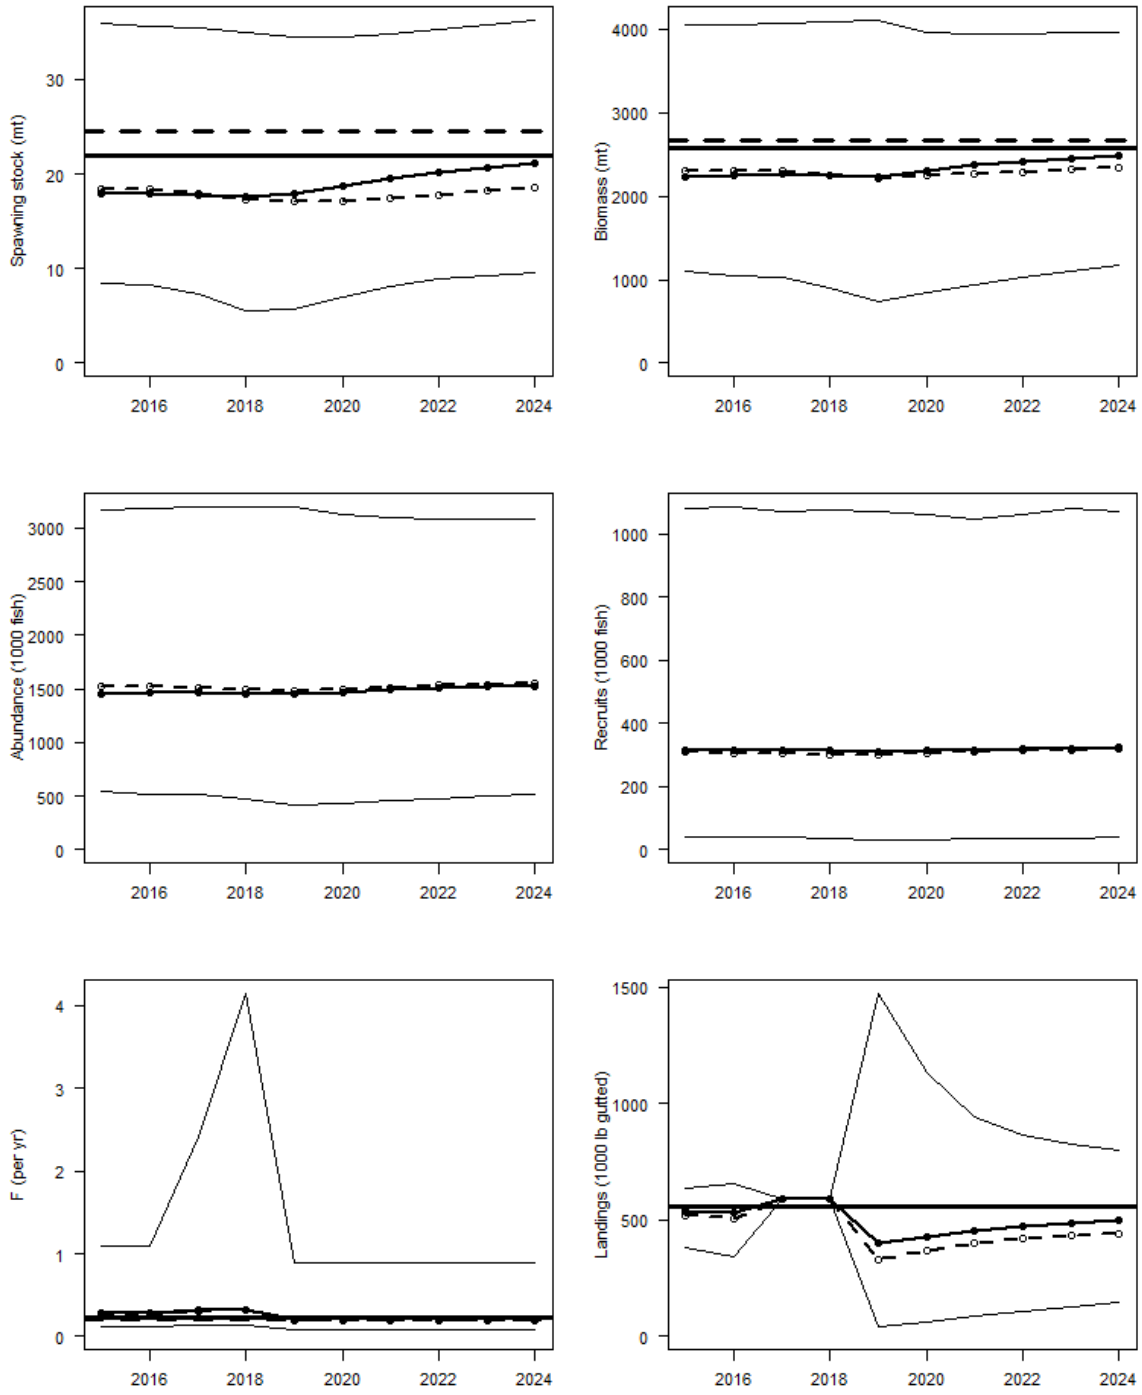 Spawning stock (mt)
30
20
10
0
2016 2018 2020 2022 2024
Biomass (mt)
4000
3000
2000
1000
0
2016 2018 2020 2022 2024
Abundance (1000 fish)
3000
2500
2000
1500
1000
500
0
2016 2018 2020 2022 2024
Recruits (1000 fish)
1000
800
600
400
200
0
2016 2018 2020 2022 2024
F (per yr)
4
3
2
1
0
2016 2018 2020 2022 2024
Landings (1000 lb gutted)
1500
1000
500
0
2016 2018 2020 2022 2024